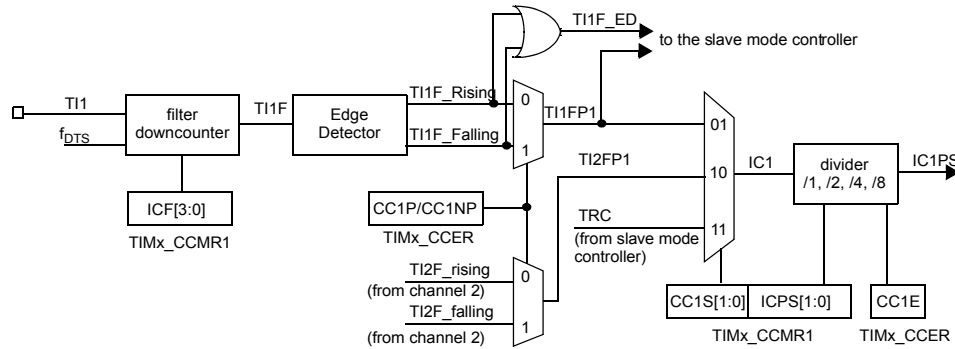 TI1F_ED
to the slave mode controller
TI1
f_DTS
filter
downcounter
TI1F
Edge
Detector
TI1F_Rising
TI1F_Falling
0
1
TI1FP1
01
TI2FP1
10
IC1
divider
/1, /2, /4, /8
IC1PS
ICF[3:0]
TIMx_CCMR1
CC1P/CC1NP
TIMx_CCER
TRC
(from slave mode
controller)
11
TI2F_rising
(from channel 2)
0
TI2F_falling
(from channel 2)
1
CC1S[1:0]
ICPS[1:0]
CC1E
TIMx_CCMR1
TIMx_CCER